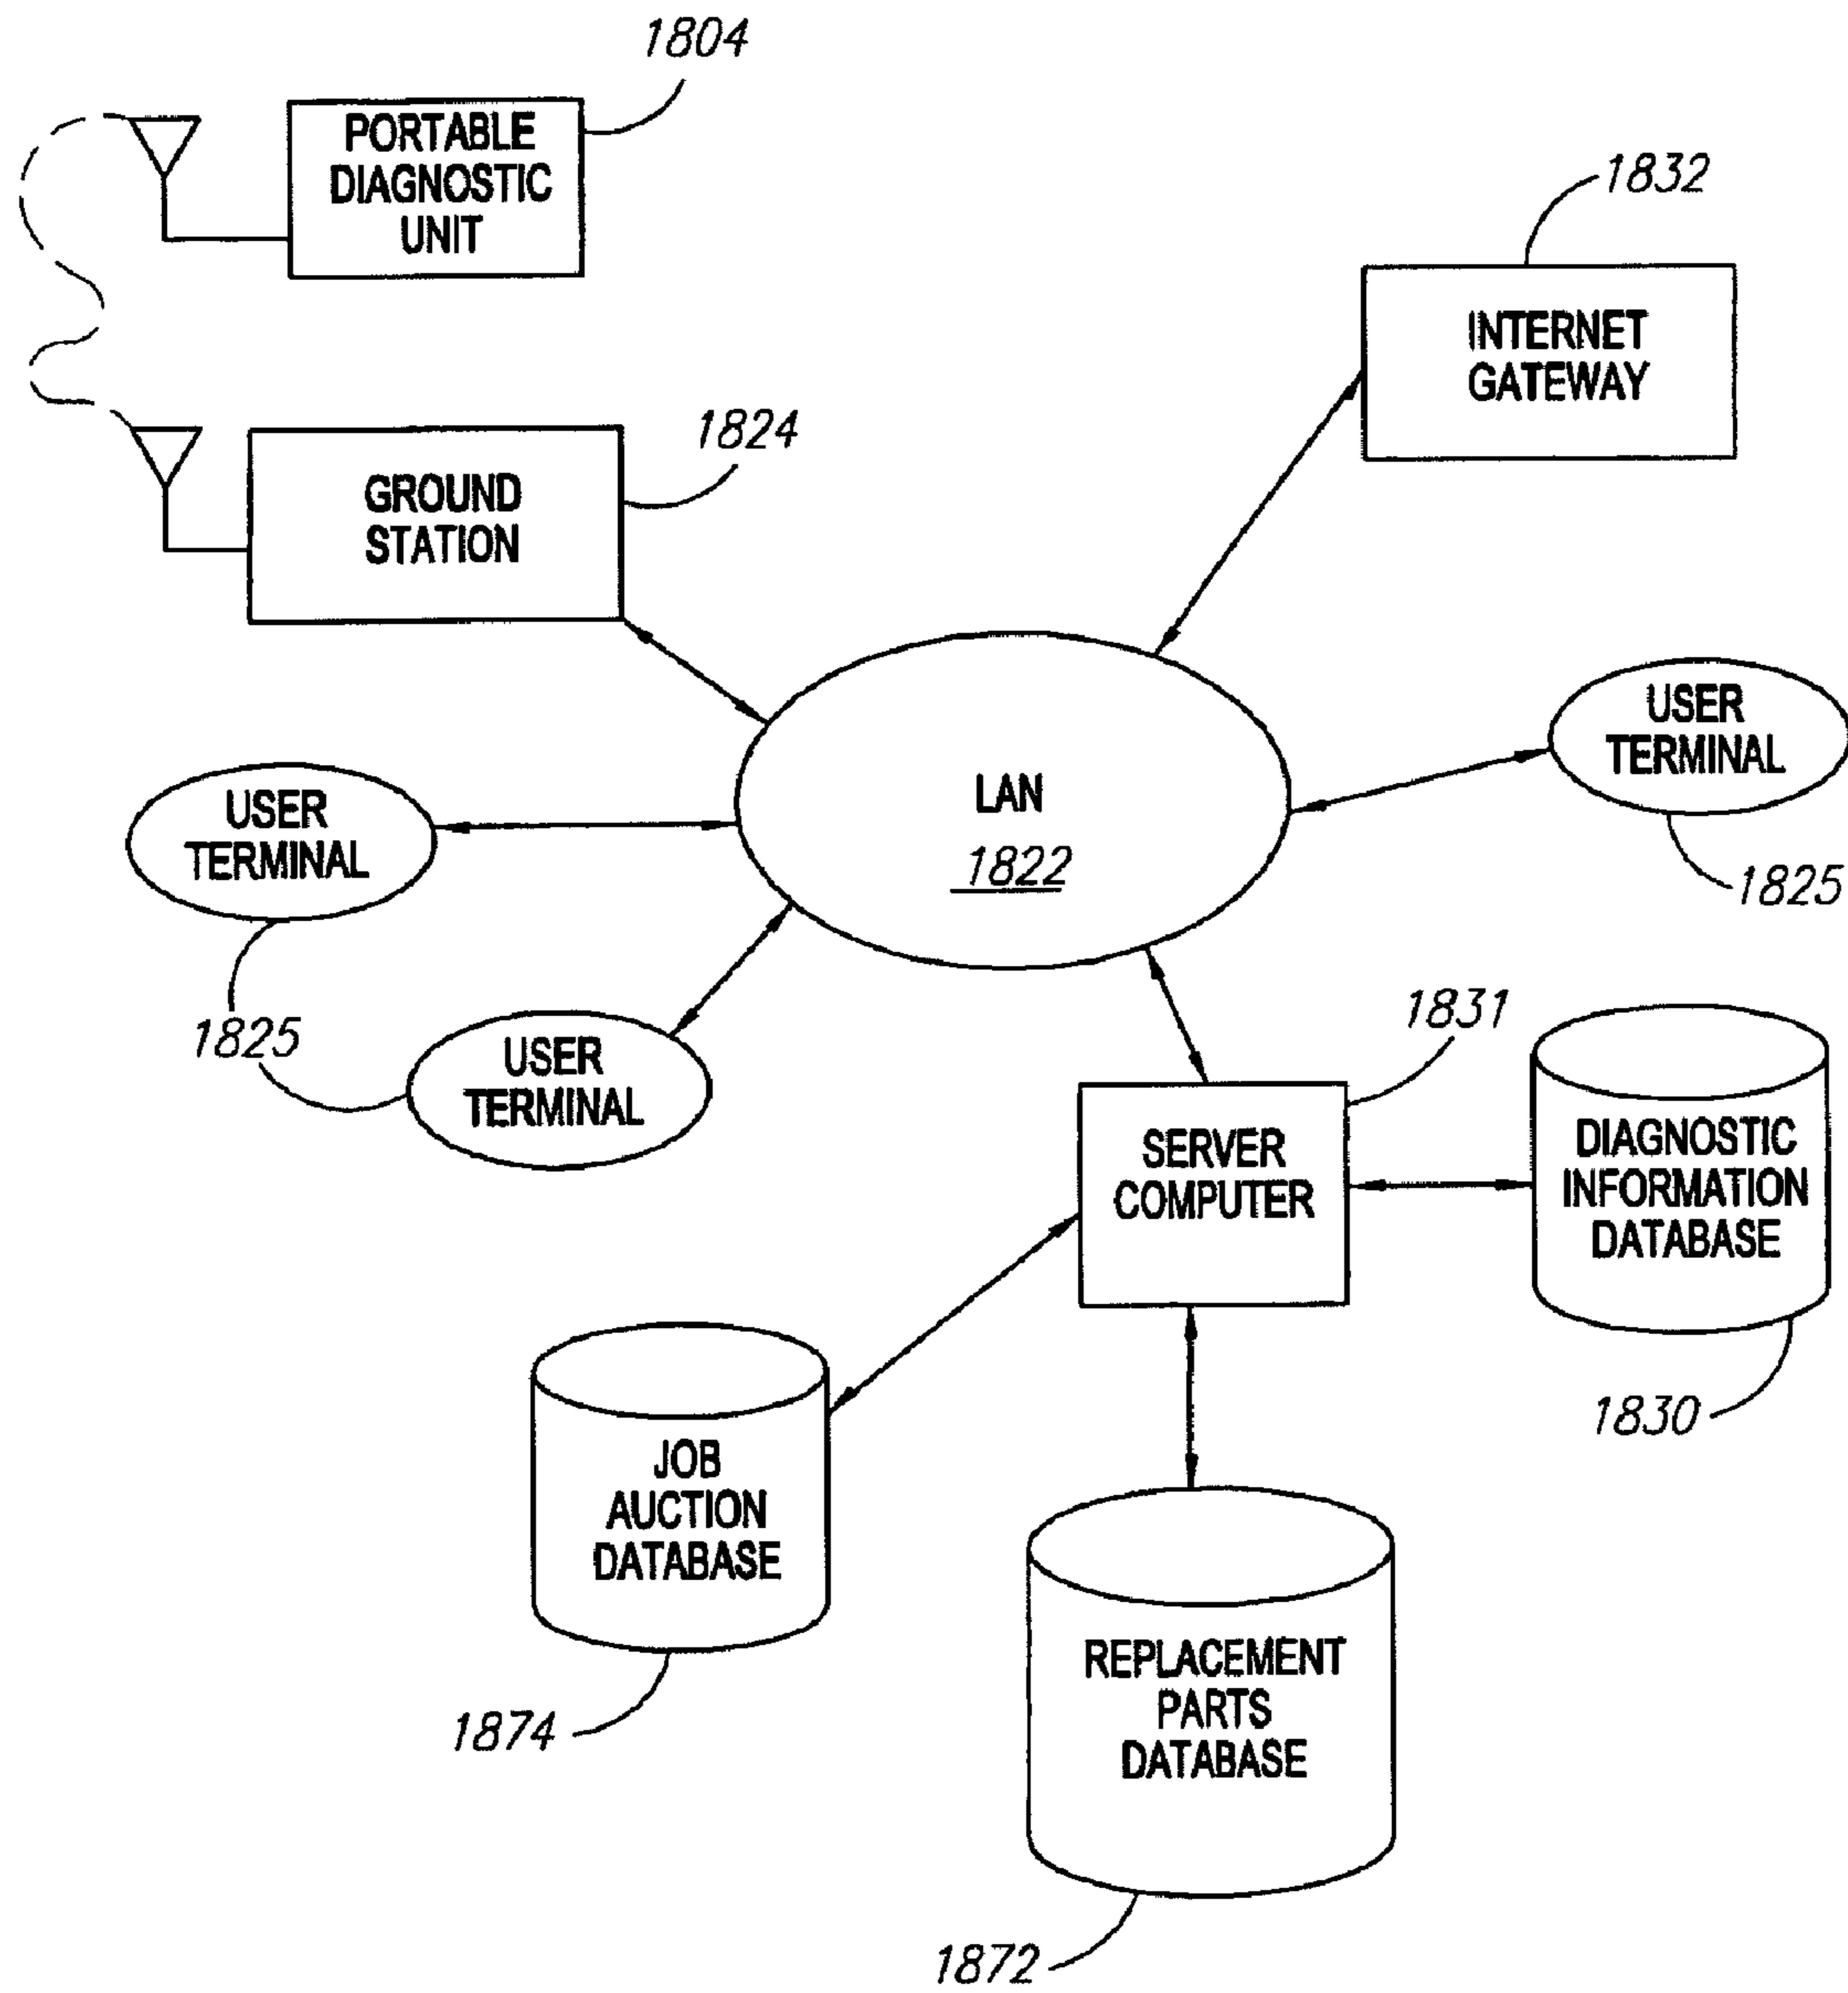 1804
PORTABLE
DIAGNOSTIC
UNIT
1832
INTERNET
GATEWAY
1824
GROUND
STATION
USER
TERMINAL
1825
LAN
1822
USER
TERMINAL
1825
USER
TERMINAL
1831
SERVER
COMPUTER
DIAGNOSTIC
INFORMATION
DATABASE
1830
JOB
AUCTION
DATABASE
1874
REPLACEMENT
PARTS
DATABASE
1872